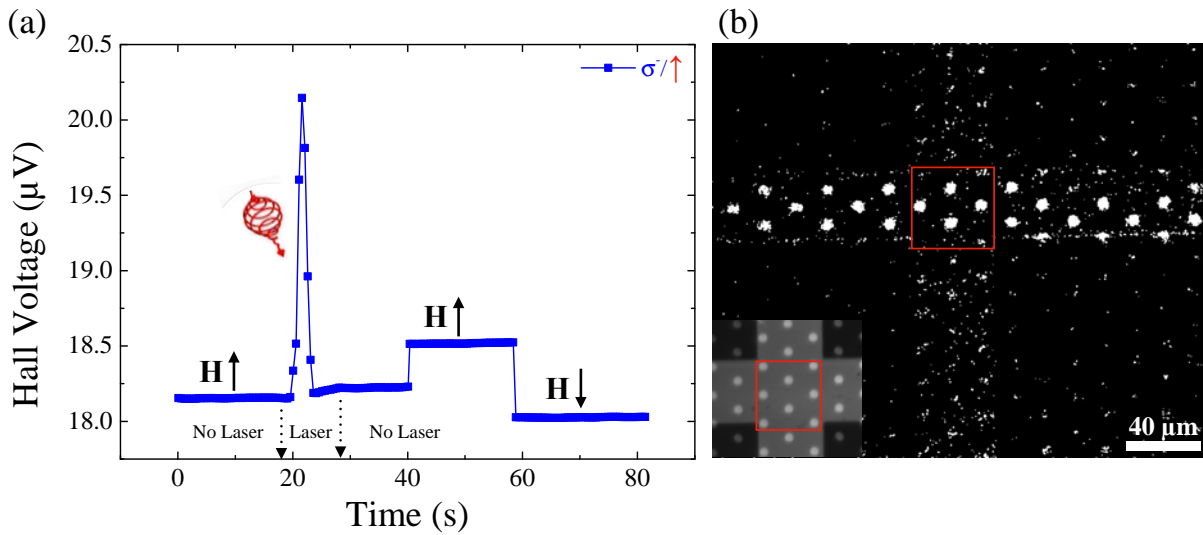 (a)
20.5
20.0
19.5
19.0
18.5
18.0
Hall Voltage (µV)
σ⁻/↑
H
H
H
No Laser
Laser
No Laser
0
20
40
60
80
Time (s)
(b)
40 µm